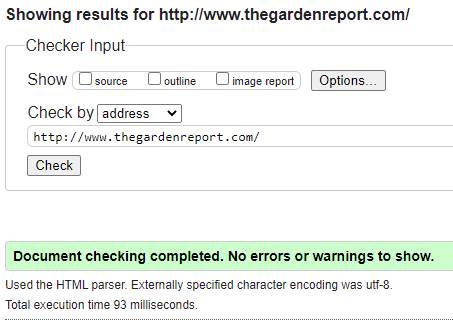 Showing results for http://www.thegardenreport.com/
Checker Input
Show source outline image report Options...
Check by address
http://www.thegardenreport.com/
Check
Document checking completed. No errors or warnings to show.
Used the HTML parser. Externally specified character encoding was utf-8.
Total execution time 93 milliseconds.